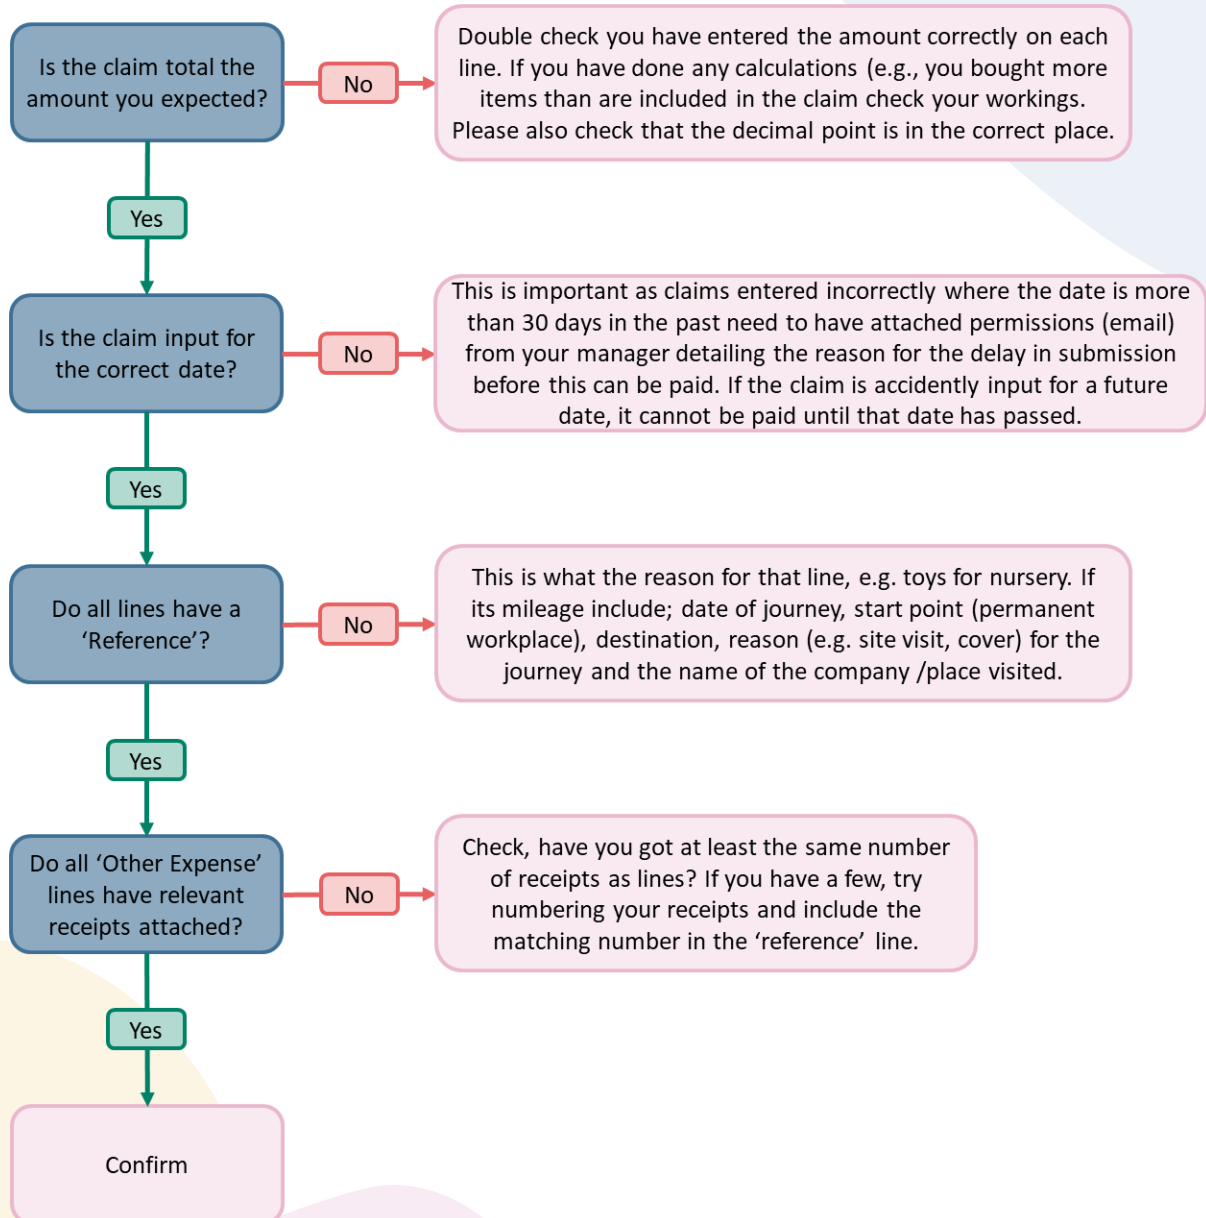 Is the claim total the
amount you expected?
No
Double check you have entered the amount correctly on each
line. If you have done any calculations (e.g., you bought more
items than are included in the claim check your workings.
Please also check that the decimal point is in the correct place.
Yes
Is the claim input for
the correct date?
No
This is important as claims entered incorrectly where the date is more
than 30 days in the past need to have attached permissions (email)
from your manager detailing the reason for the delay in submission
before this can be paid. If the claim is accidently input for a future
date, it cannot be paid until that date has passed.
Yes
Do all lines have a
‘Reference’?
No
This is what the reason for that line, e.g. toys for nursery. If
its mileage include; date of journey, start point (permanent
workplace), destination, reason (e.g. site visit, cover) for the
journey and the name of the company /place visited.
Yes
Do all ‘Other Expense’
lines have relevant
receipts attached?
No
Check, have you got at least the same number
of receipts as lines? If you have a few, try
numbering your receipts and include the
matching number in the ‘reference’ line.
Yes
Confirm